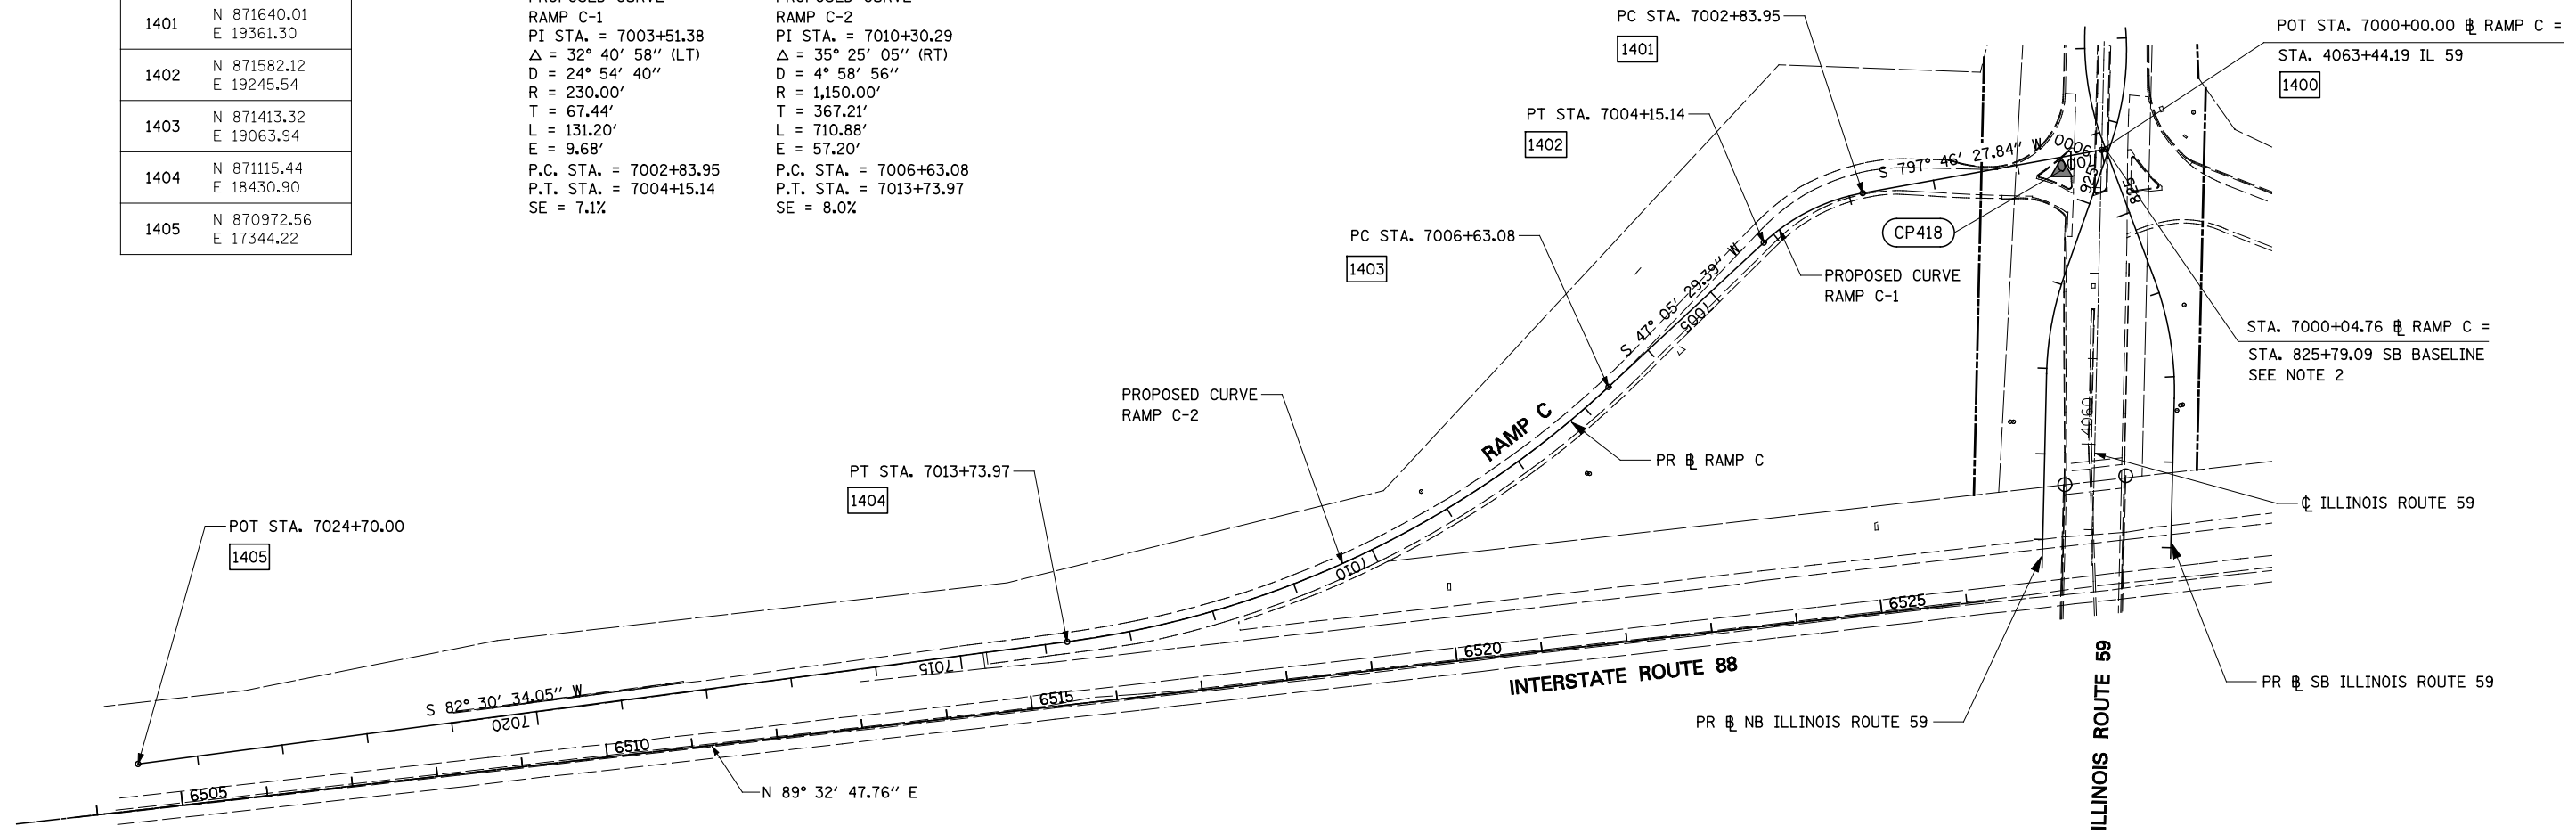 1401
N 871640.01
E 19361.30
1402
N 871582.12
E 19245.54
1403
N 871413.32
E 19063.94
1404
N 871115.44
E 18430.90
1405
N 870972.56
E 17344.22
PROPOSED CURVE
RAMP C-1
PI STA. = 7003+51.38
Δ = 32° 40' 58'' (LT)
D = 24° 54' 40''
R = 230.00'
T = 67.44'
L = 131.20'
E = 9.68'
P.C. STA. = 7002+83.95
P.T. STA. = 7004+15.14
SE = 7.1%
PROPOSED CURVE
RAMP C-2
PI STA. = 7010+30.29
Δ = 35° 25' 05'' (RT)
D = 4° 58' 56''
R = 1,150.00'
T = 367.21'
L = 710.88'
E = 57.20'
P.C. STA. = 7006+63.08
P.T. STA. = 7013+73.97
SE = 8.0%
PC STA. 7002+83.95
1401
POT STA. 7000+00.00 ℄ RAMP C =
STA. 4063+44.19 IL 59
1400
PT STA. 7004+15.14
1402
S 797° 46' 27.84'' W
925
825
CP418
PC STA. 7006+63.08
1403
S 47° 05' 29.39'' W
7005
PROPOSED CURVE
RAMP C-1
STA. 7000+04.76 ℄ RAMP C =
STA. 825+79.09 SB BASELINE
SEE NOTE 2
PROPOSED CURVE
RAMP C-2
RAMP C
4060
PR ℄ RAMP C
PT STA. 7013+73.97
1404
℄ ILLINOIS ROUTE 59
POT STA. 7024+70.00
1405
7010
7015
S 82° 30' 34.05'' W
7020
6505
6510
6515
6520
6525
INTERSTATE ROUTE 88
ILLINOIS ROUTE 59
PR ℄ SB ILLINOIS ROUTE 59
PR ℄ NB ILLINOIS ROUTE 59
N 89° 32' 47.76'' E